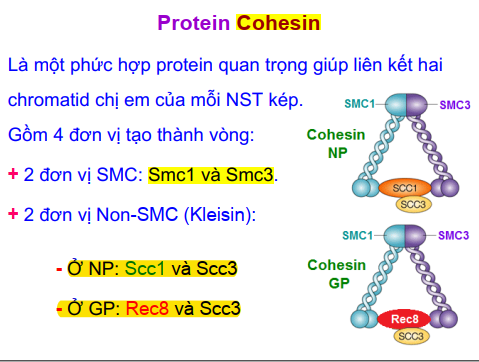 Protein Cohesin
Là một phức hợp protein quan trọng giúp liên kết hai
chromatid chị em của mỗi NST kép.
Gồm 4 đơn vị tạo thành vòng:
+ 2 đơn vị SMC: Smc1 và Smc3.
+ 2 đơn vị Non-SMC (Kleisin):
- Ở NP: Scc1 và Scc3
- Ở GP: Rec8 và Scc3
SMC1
SMC3
Cohesin
NP
SCC1
SCC3
SMC1
SMC3
Cohesin
GP
Rec8
SCC3